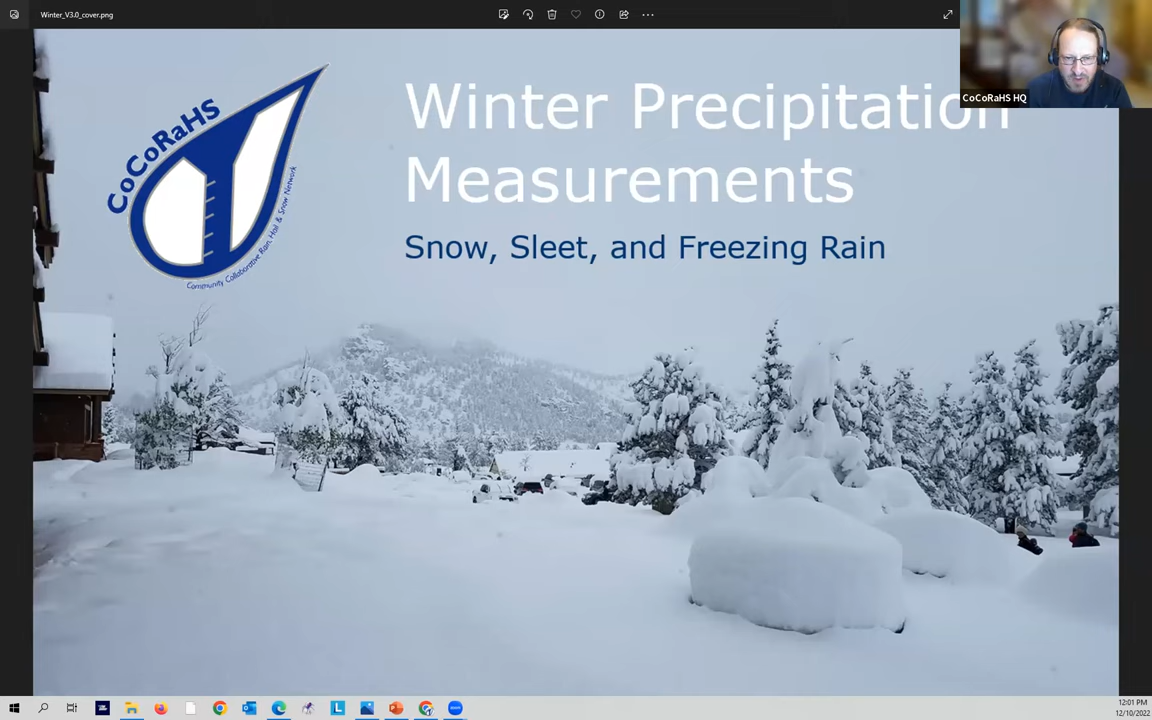 Winter_V3.0_cover.png
CoCoRaHS HQ
CoCoRaHS
Community Collaborative Rain, Hail & Snow Network
Winter Precipitation
Measurements
Snow, Sleet, and Freezing Rain
L
12:01 PM
12/10/2022